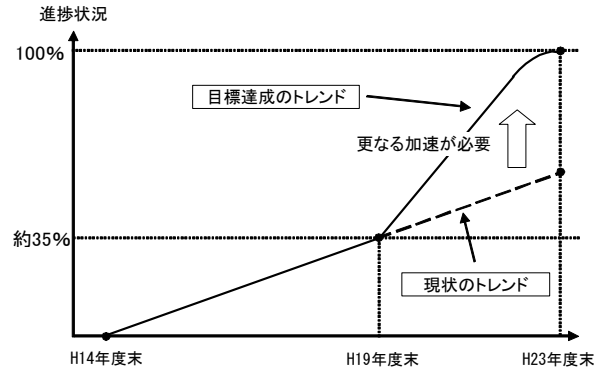 進捗状況
100%
目標達成のトレンド
更なる加速が必要
約35%
現状のトレンド
H14年度末
H19年度末
H23年度末